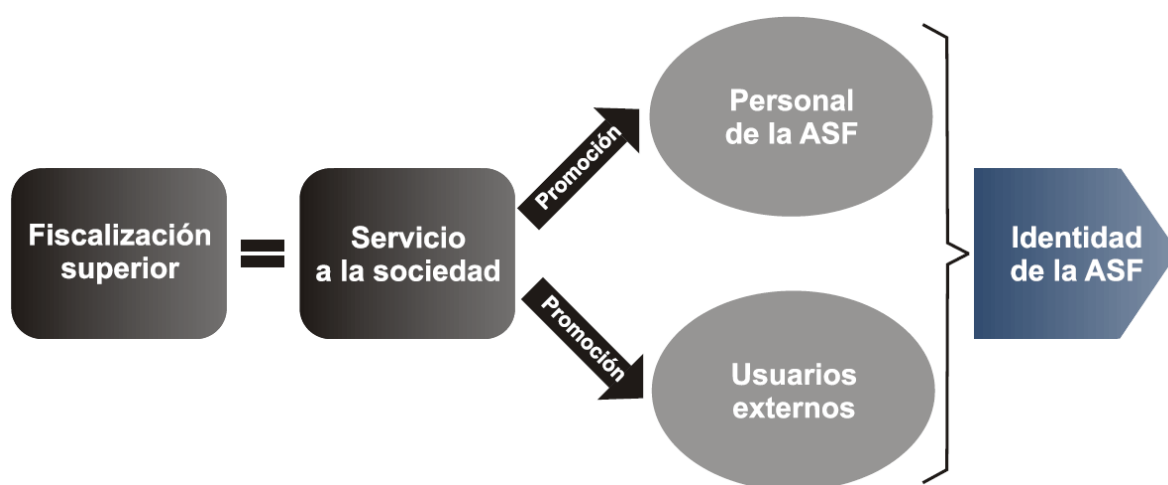 Fiscalización
superior
Servicio
a la sociedad
Promoción
Promoción
Personal
de la ASF
Usuarios
externos
Identidad
de la ASF